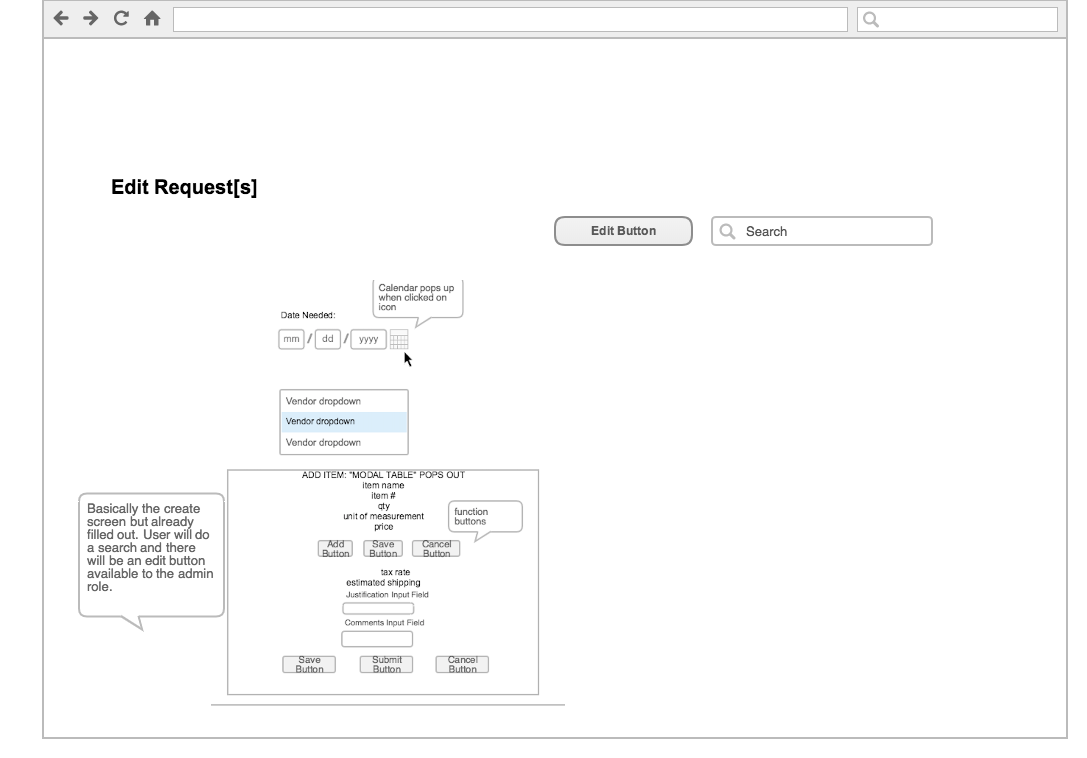 Edit Request[s]
Edit Button
Search
Calendar pops up
when clicked on
icon
Date Needed:
mm / dd / yyyy
Vendor dropdown
Vendor dropdown
Vendor dropdown
ADD ITEM: "MODAL TABLE" POPS OUT
item name
item #
qty
unit of measurement
price
function
buttons
Add
Button
Save
Button
Cancel
Button
tax rate
estimated shipping
Justification Input Field
Comments Input Field
Save
Button
Submit
Button
Cancel
Button
Basically the create
screen but already
filled out. User will do
a search and there
will be an edit button
available to the admin
role.